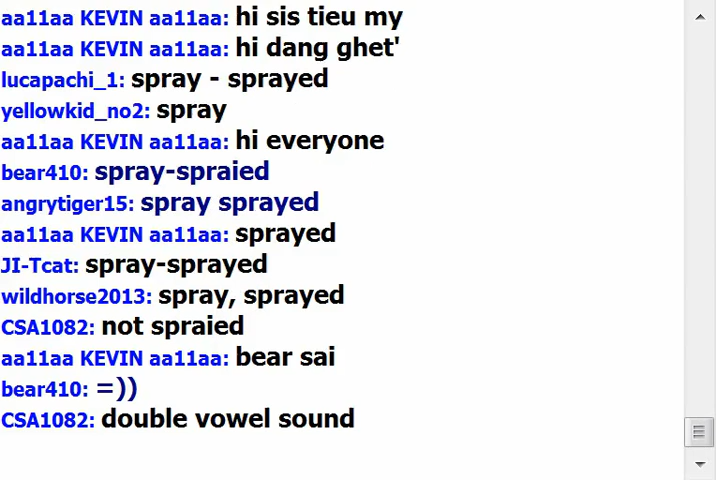 aa11aa KEVIN aa11aa: hi sis tieu my
aa11aa KEVIN aa11aa: hi dang ghet'
lucapachi_1: spray - sprayed
yellowkid_no2: spray
aa11aa KEVIN aa11aa: hi everyone
bear410: spray-spraied
angrytiger15: spray sprayed
aa11aa KEVIN aa11aa: sprayed
JI-Tcat: spray-sprayed
wildhorse2013: spray, sprayed
CSA1082: not spraied
aa11aa KEVIN aa11aa: bear sai
bear410: =))
CSA1082: double vowel sound